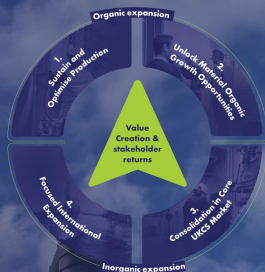 Organic expansion
1.
Sustain and
Optimise Production
2.
Unlock Material Organic
Growth Opportunities
Value
Creation &
stakeholder
returns
4.
Focused International
Expansion
3.
Consolidation in Core
UKCS Market
Inorganic expansion